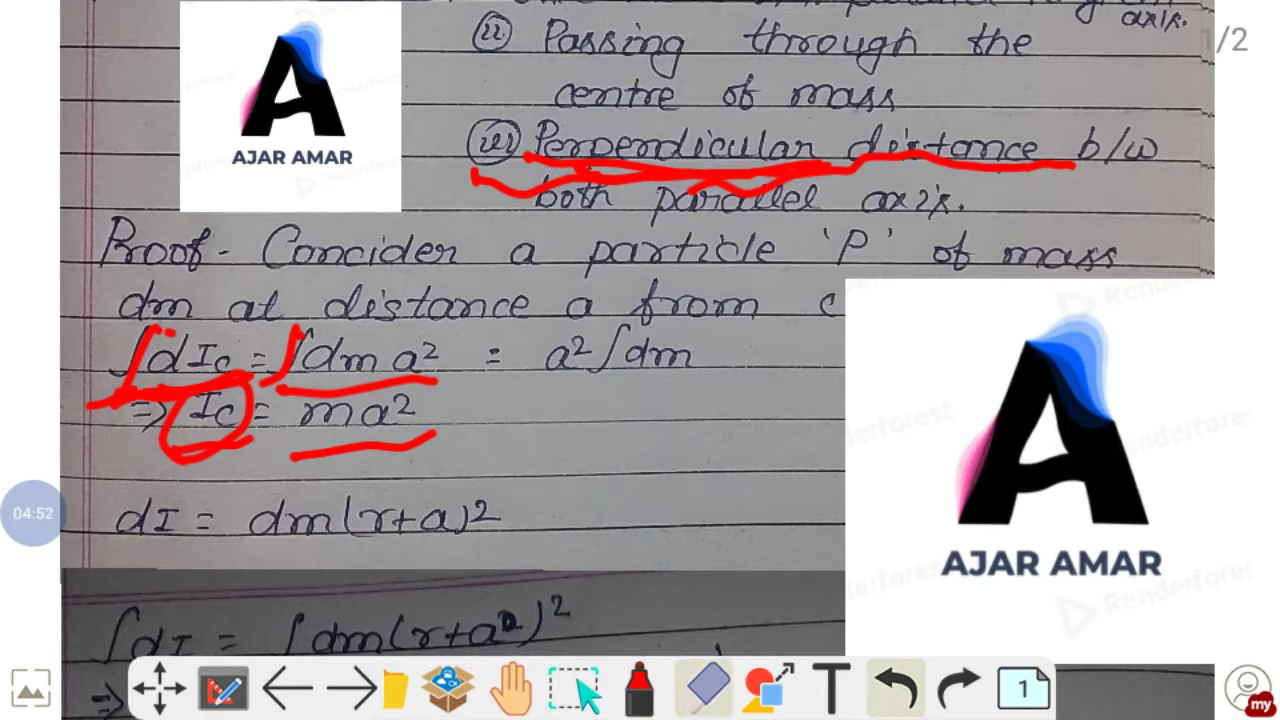 axis.
(ii) Passing through the
1/2
centre of mass
(iii) Perpendicular distance b/w
both parallel axis.
AJAR AMAR
Proof- Concider a particle 'P' of mass
dm at distance a from c
∫dIc = ∫dm a² = a²∫dm
⇒ Ic = ma²
04:52
dI = dm(r+a)²
AJAR AMAR
∫dI = ∫dm(r+a)²
⇒
1
my